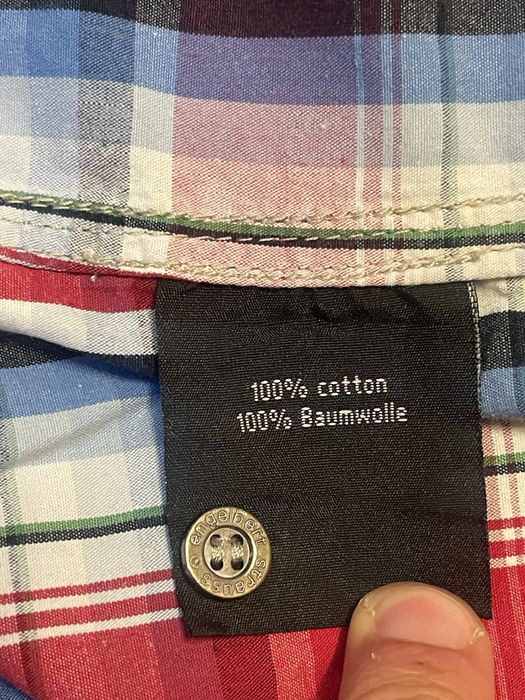 100% cotton
100% Baumwolle
engelbert
strauss